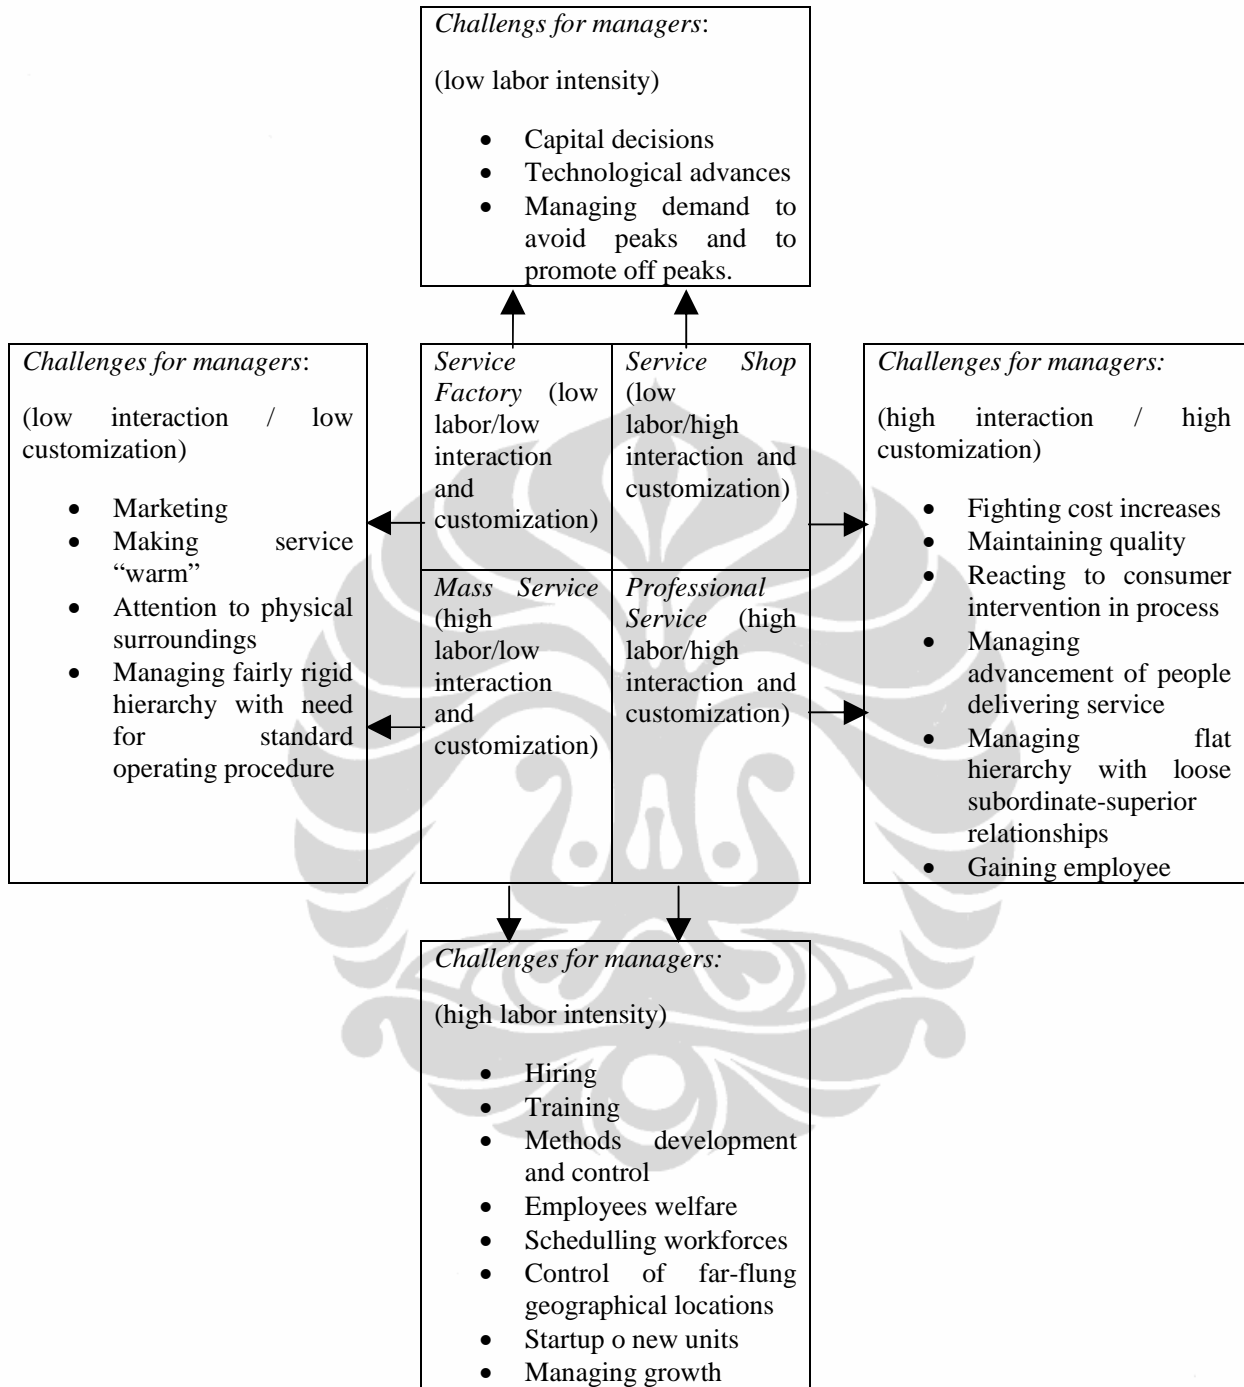 Challengs for managers:
(low labor intensity)
• Capital decisions
• Technological advances
• Managing demand to
avoid peaks and to
promote off peaks.
Challenges for managers:
(low interaction / low
customization)
• Marketing
• Making service
“warm”
• Attention to physical
surroundings
• Managing fairly rigid
hierarchy with need
for standard
operating procedure
Service
Factory (low
labor/low
interaction
and
customization)
Service Shop
(low
labor/high
interaction and
customization)
Mass Service
(high
labor/low
interaction
and
customization)
Professional
Service (high
labor/high
interaction and
customization)
Challenges for managers:
(high interaction / high
customization)
• Fighting cost increases
• Maintaining quality
• Reacting to consumer
intervention in process
• Managing
advancement of people
delivering service
• Managing flat
hierarchy with loose
subordinate-superior
relationships
• Gaining employee
Challenges for managers:
(high labor intensity)
• Hiring
• Training
• Methods development
and control
• Employees welfare
• Schedulling workforces
• Control of far-flung
geographical locations
• Startup o new units
• Managing growth